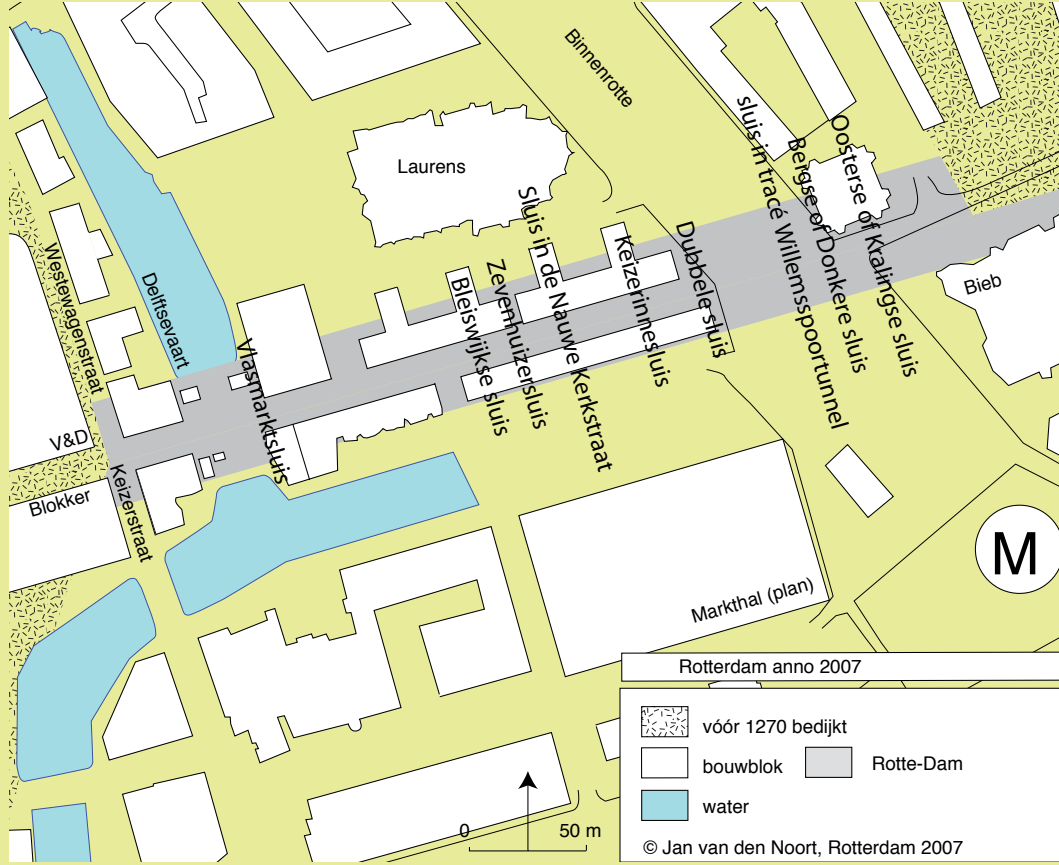 Binnenrotte
Laurens
sluis in tracé Willemsspoortunnel
Bergse of Donkere sluis
Oosterse of Kralingse sluis
Sluis in de Nauwe Kerkstraat
Keizerinnesluis
Dubbele sluis
Zevenhuizersluis
Bleiswijkse sluis
Bieb
Westewagenstraat
Delftsevaart
Vlasmarktsluis
V&D
Blokker
Keizerstraat
M
Markthal (plan)
Rotterdam anno 2007
vóór 1270 bedijkt
bouwblok
Rotte-Dam
water
0 50 m
© Jan van den Noort, Rotterdam 2007